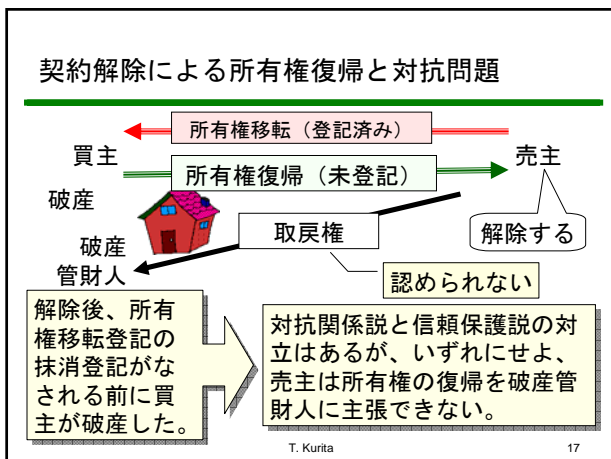 契約解除による所有権復帰と対抗問題
所有権移転（登記済み）
買主
売主
所有権復帰（未登記）
破産
取戻権
解除する
破産
管財人
認められない
解除後、所有
権移転登記の
抹消登記がな
される前に買
主が破産した。
対抗関係説と信頼保護説の対
立はあるが、いずれにせよ、
売主は所有権の復帰を破産管
財人に主張できない。
T. Kurita
17